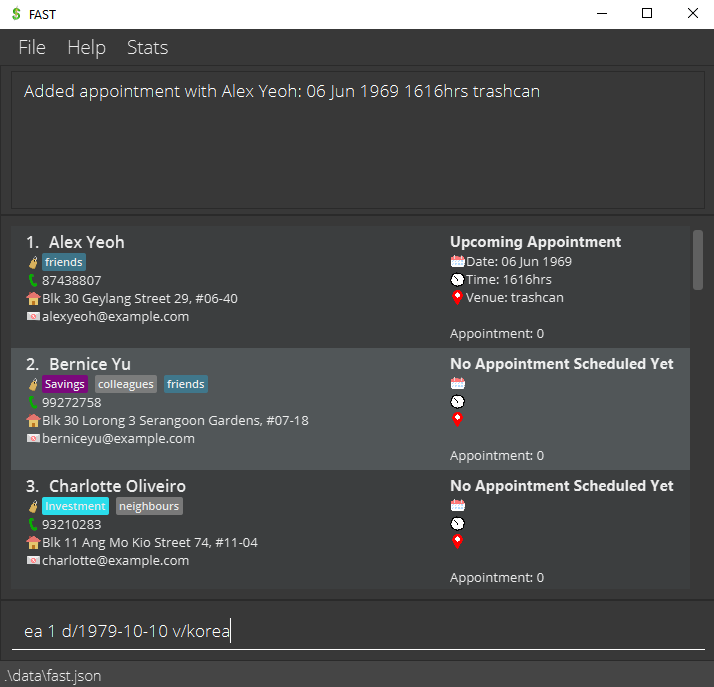 FAST
File Help Stats
Added appointment with Alex Yeoh: 06 Jun 1969 1616hrs trashcan
1. Alex Yeoh
friends
87438807
Blk 30 Geylang Street 29, #06-40
alexyeoh@example.com
Upcoming Appointment
Date: 06 Jun 1969
Time: 1616hrs
Venue: trashcan
Appointment: 0
2. Bernice Yu
Savings colleagues friends
99272758
Blk 30 Lorong 3 Serangoon Gardens, #07-18
berniceyu@example.com
No Appointment Scheduled Yet
Appointment: 0
3. Charlotte Oliveiro
Investment neighbours
93210283
Blk 11 Ang Mo Kio Street 74, #11-04
charlotte@example.com
No Appointment Scheduled Yet
Appointment: 0
ea 1 d/1979-10-10 v/korea
.\data\fast.json